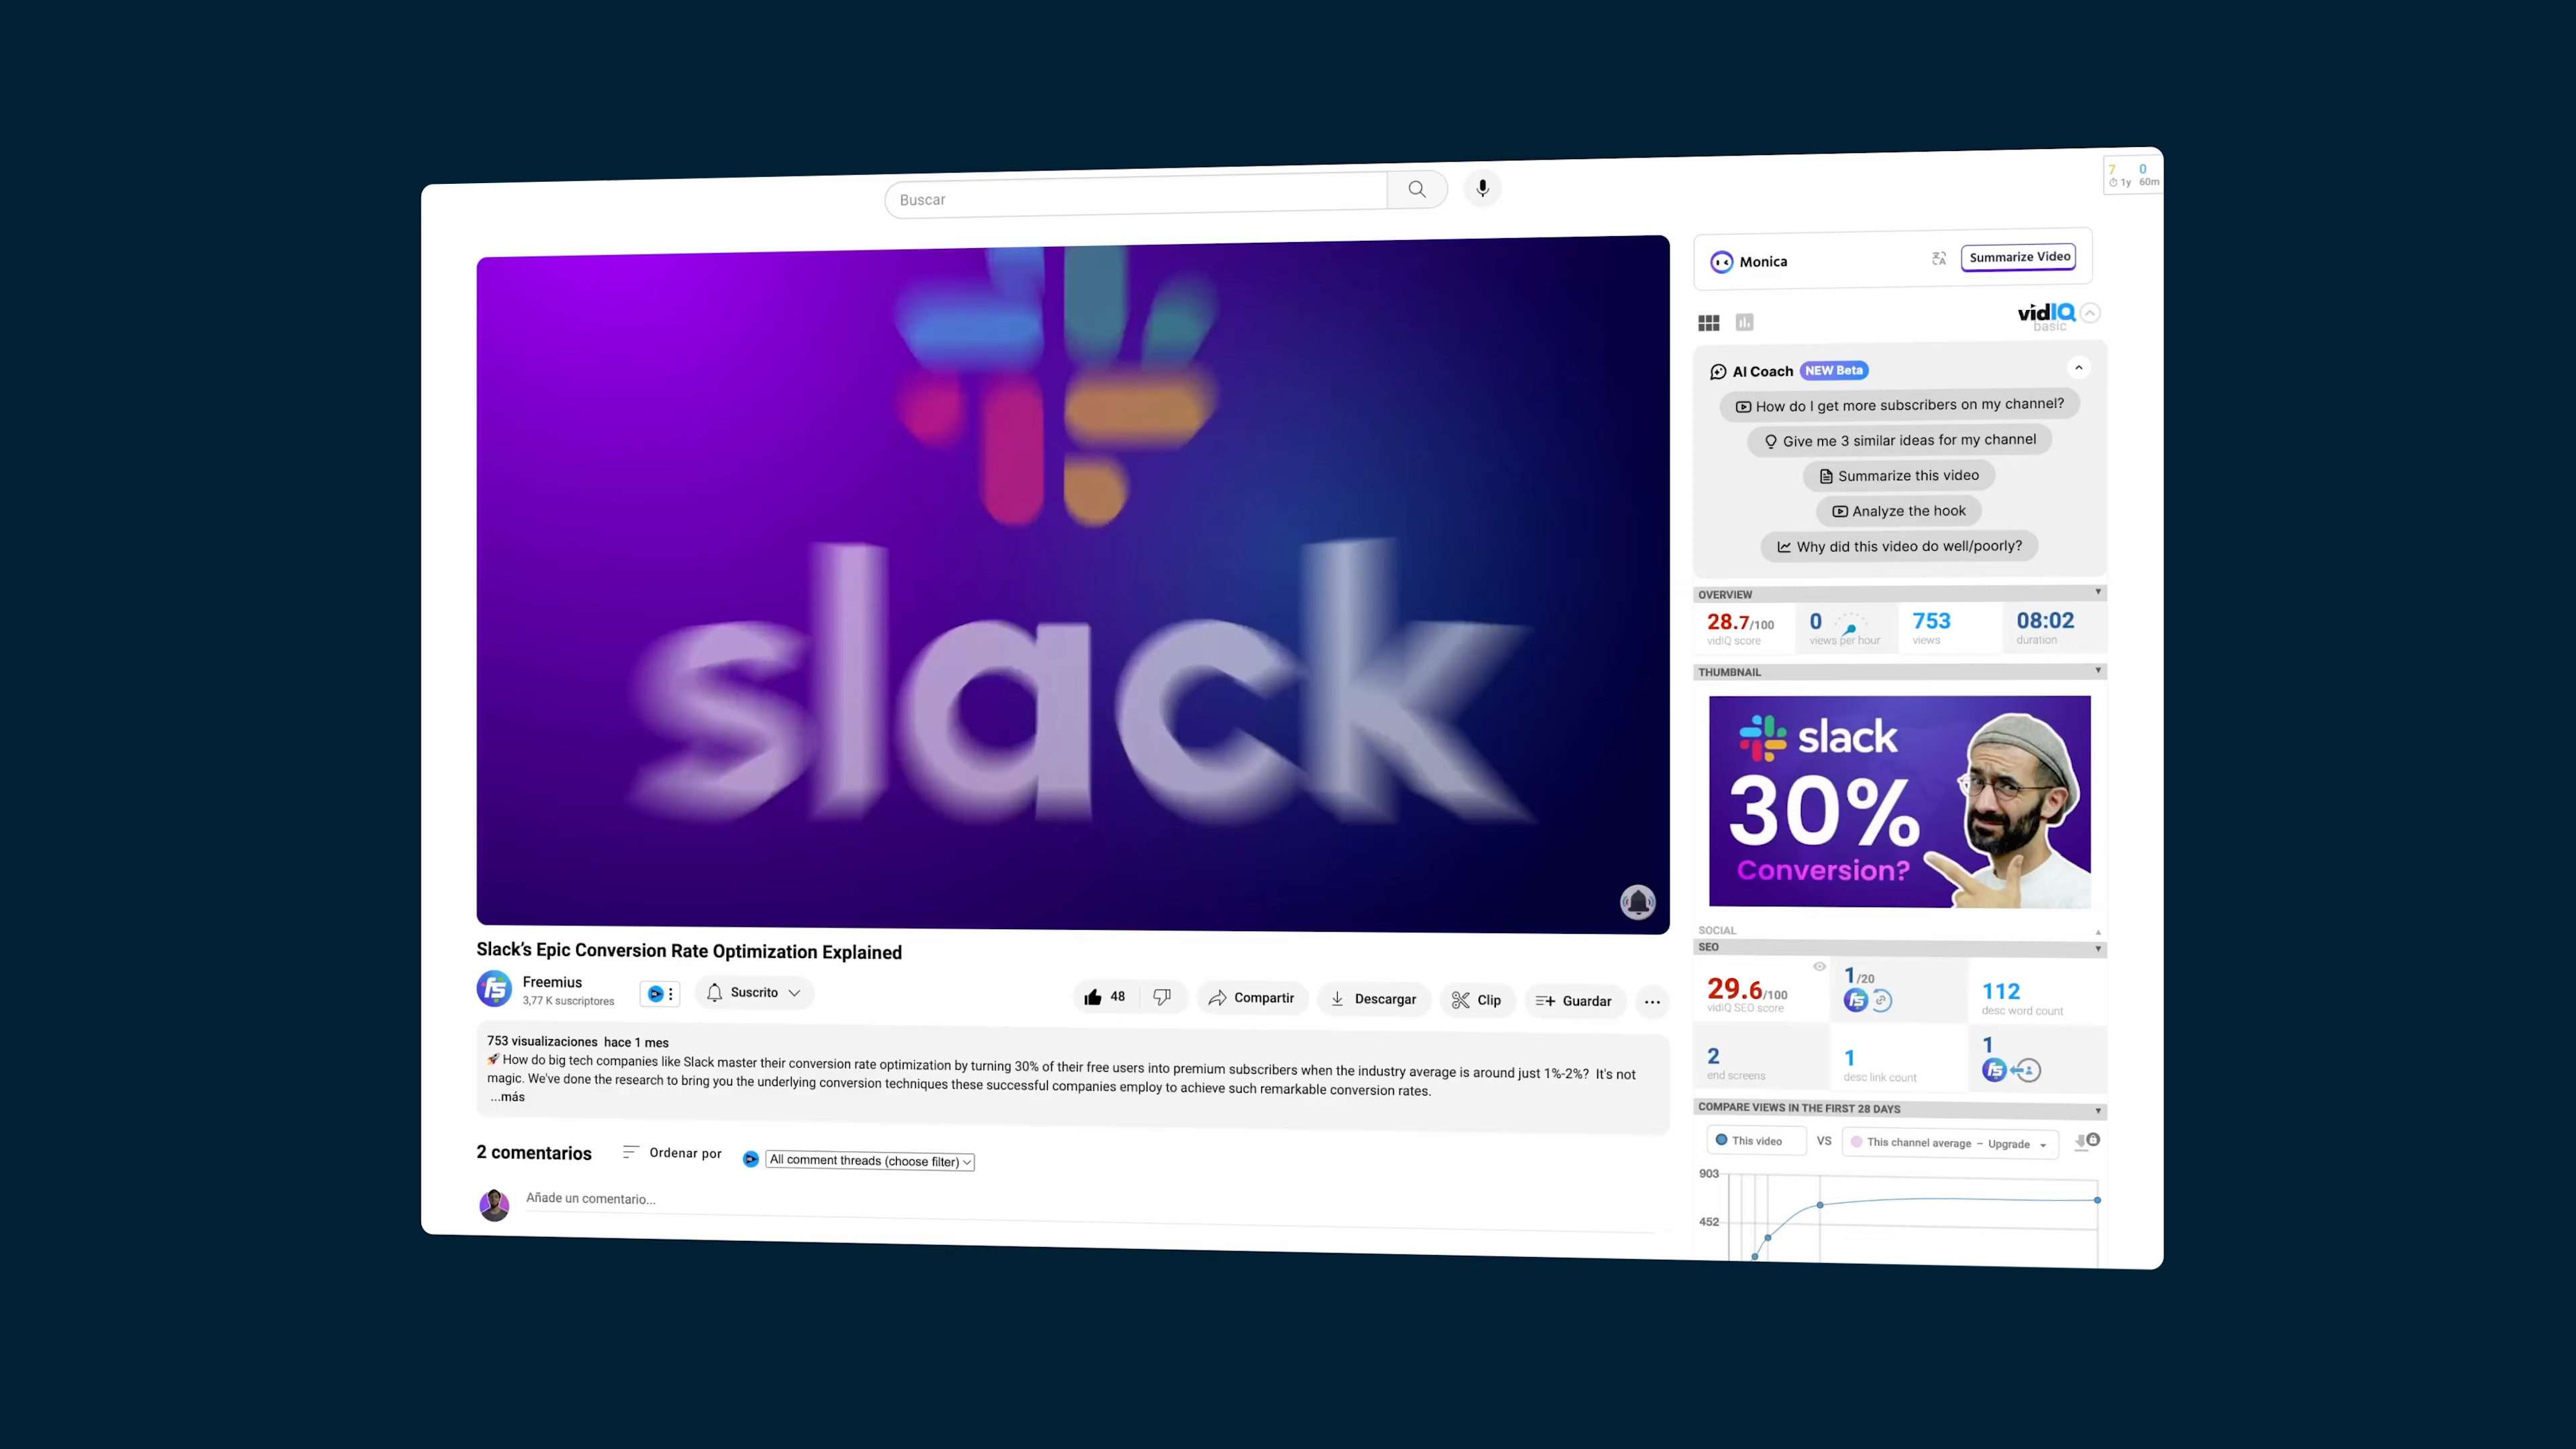 Buscar
7 0
1y 60m
slack
Slack's Epic Conversion Rate Optimization Explained
fs
Freemius
3,77 K suscriptores
Suscrito
48
Compartir
Descargar
Clip
Guardar
753 visualizaciones hace 1 mes
🚀 How do big tech companies like Slack master their conversion rate optimization by turning 30% of their free users into premium subscribers when the industry average is around just 1%-2%? It's not
magic. We've done the research to bring you the underlying conversion techniques these successful companies employ to achieve such remarkable conversion rates.
...más
2 comentarios
Ordenar por
All comment threads (choose filter)
Añade un comentario...
Monica
Summarize Video
vidIQ
basic
AI Coach NEW Beta
How do I get more subscribers on my channel?
Give me 3 similar ideas for my channel
Summarize this video
Analyze the hook
Why did this video do well/poorly?
OVERVIEW
28.7/100 0 753 08:02
vidIQ score views per hour views duration
THUMBNAIL
slack
30%
Conversion?
SOCIAL
SEO
29.6/100 1/20 112
vidIQ SEO score fs desc word count
2 1 1
end screens desc link count fs
COMPARE VIEWS IN THE FIRST 28 DAYS
This video VS This channel average – Upgrade
903
452